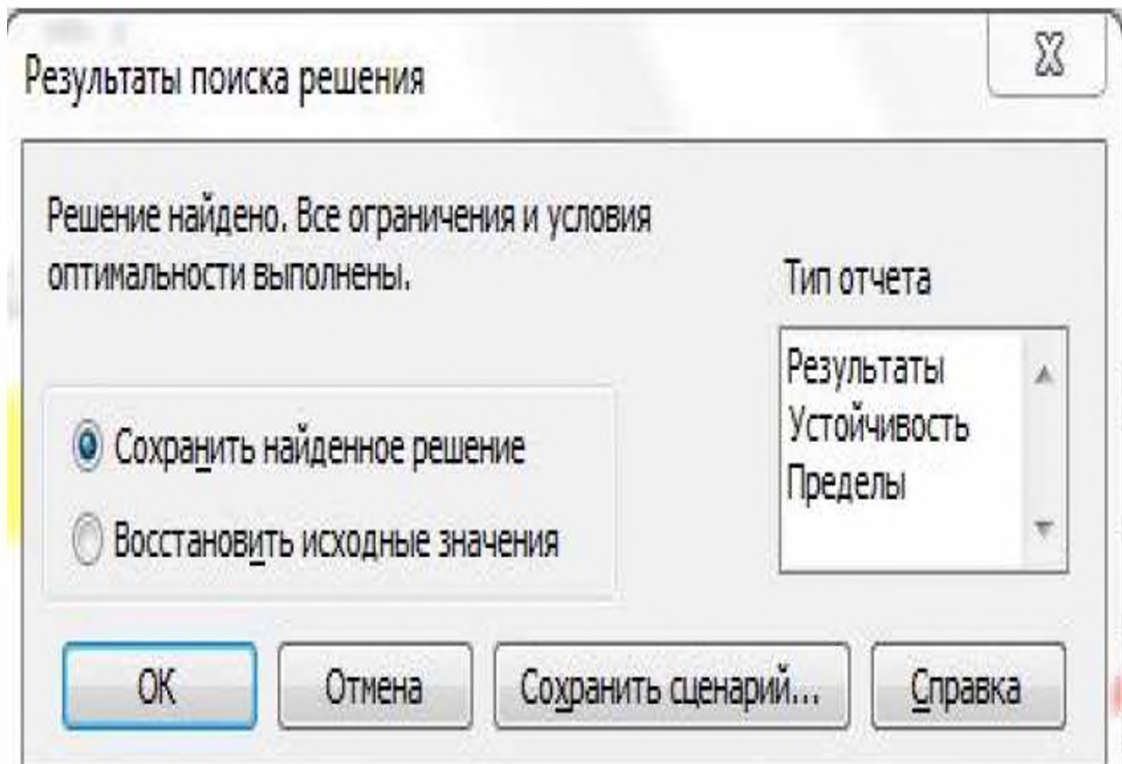 Результаты поиска решения
X
Решение найдено. Все ограничения и условия
оптимальности выполнены.
Тип отчета
Результаты
Устойчивость
Пределы
Сохранить найденное решение
Восстановить исходные значения
ОК
Отмена
Сохранить сценарий...
Справка